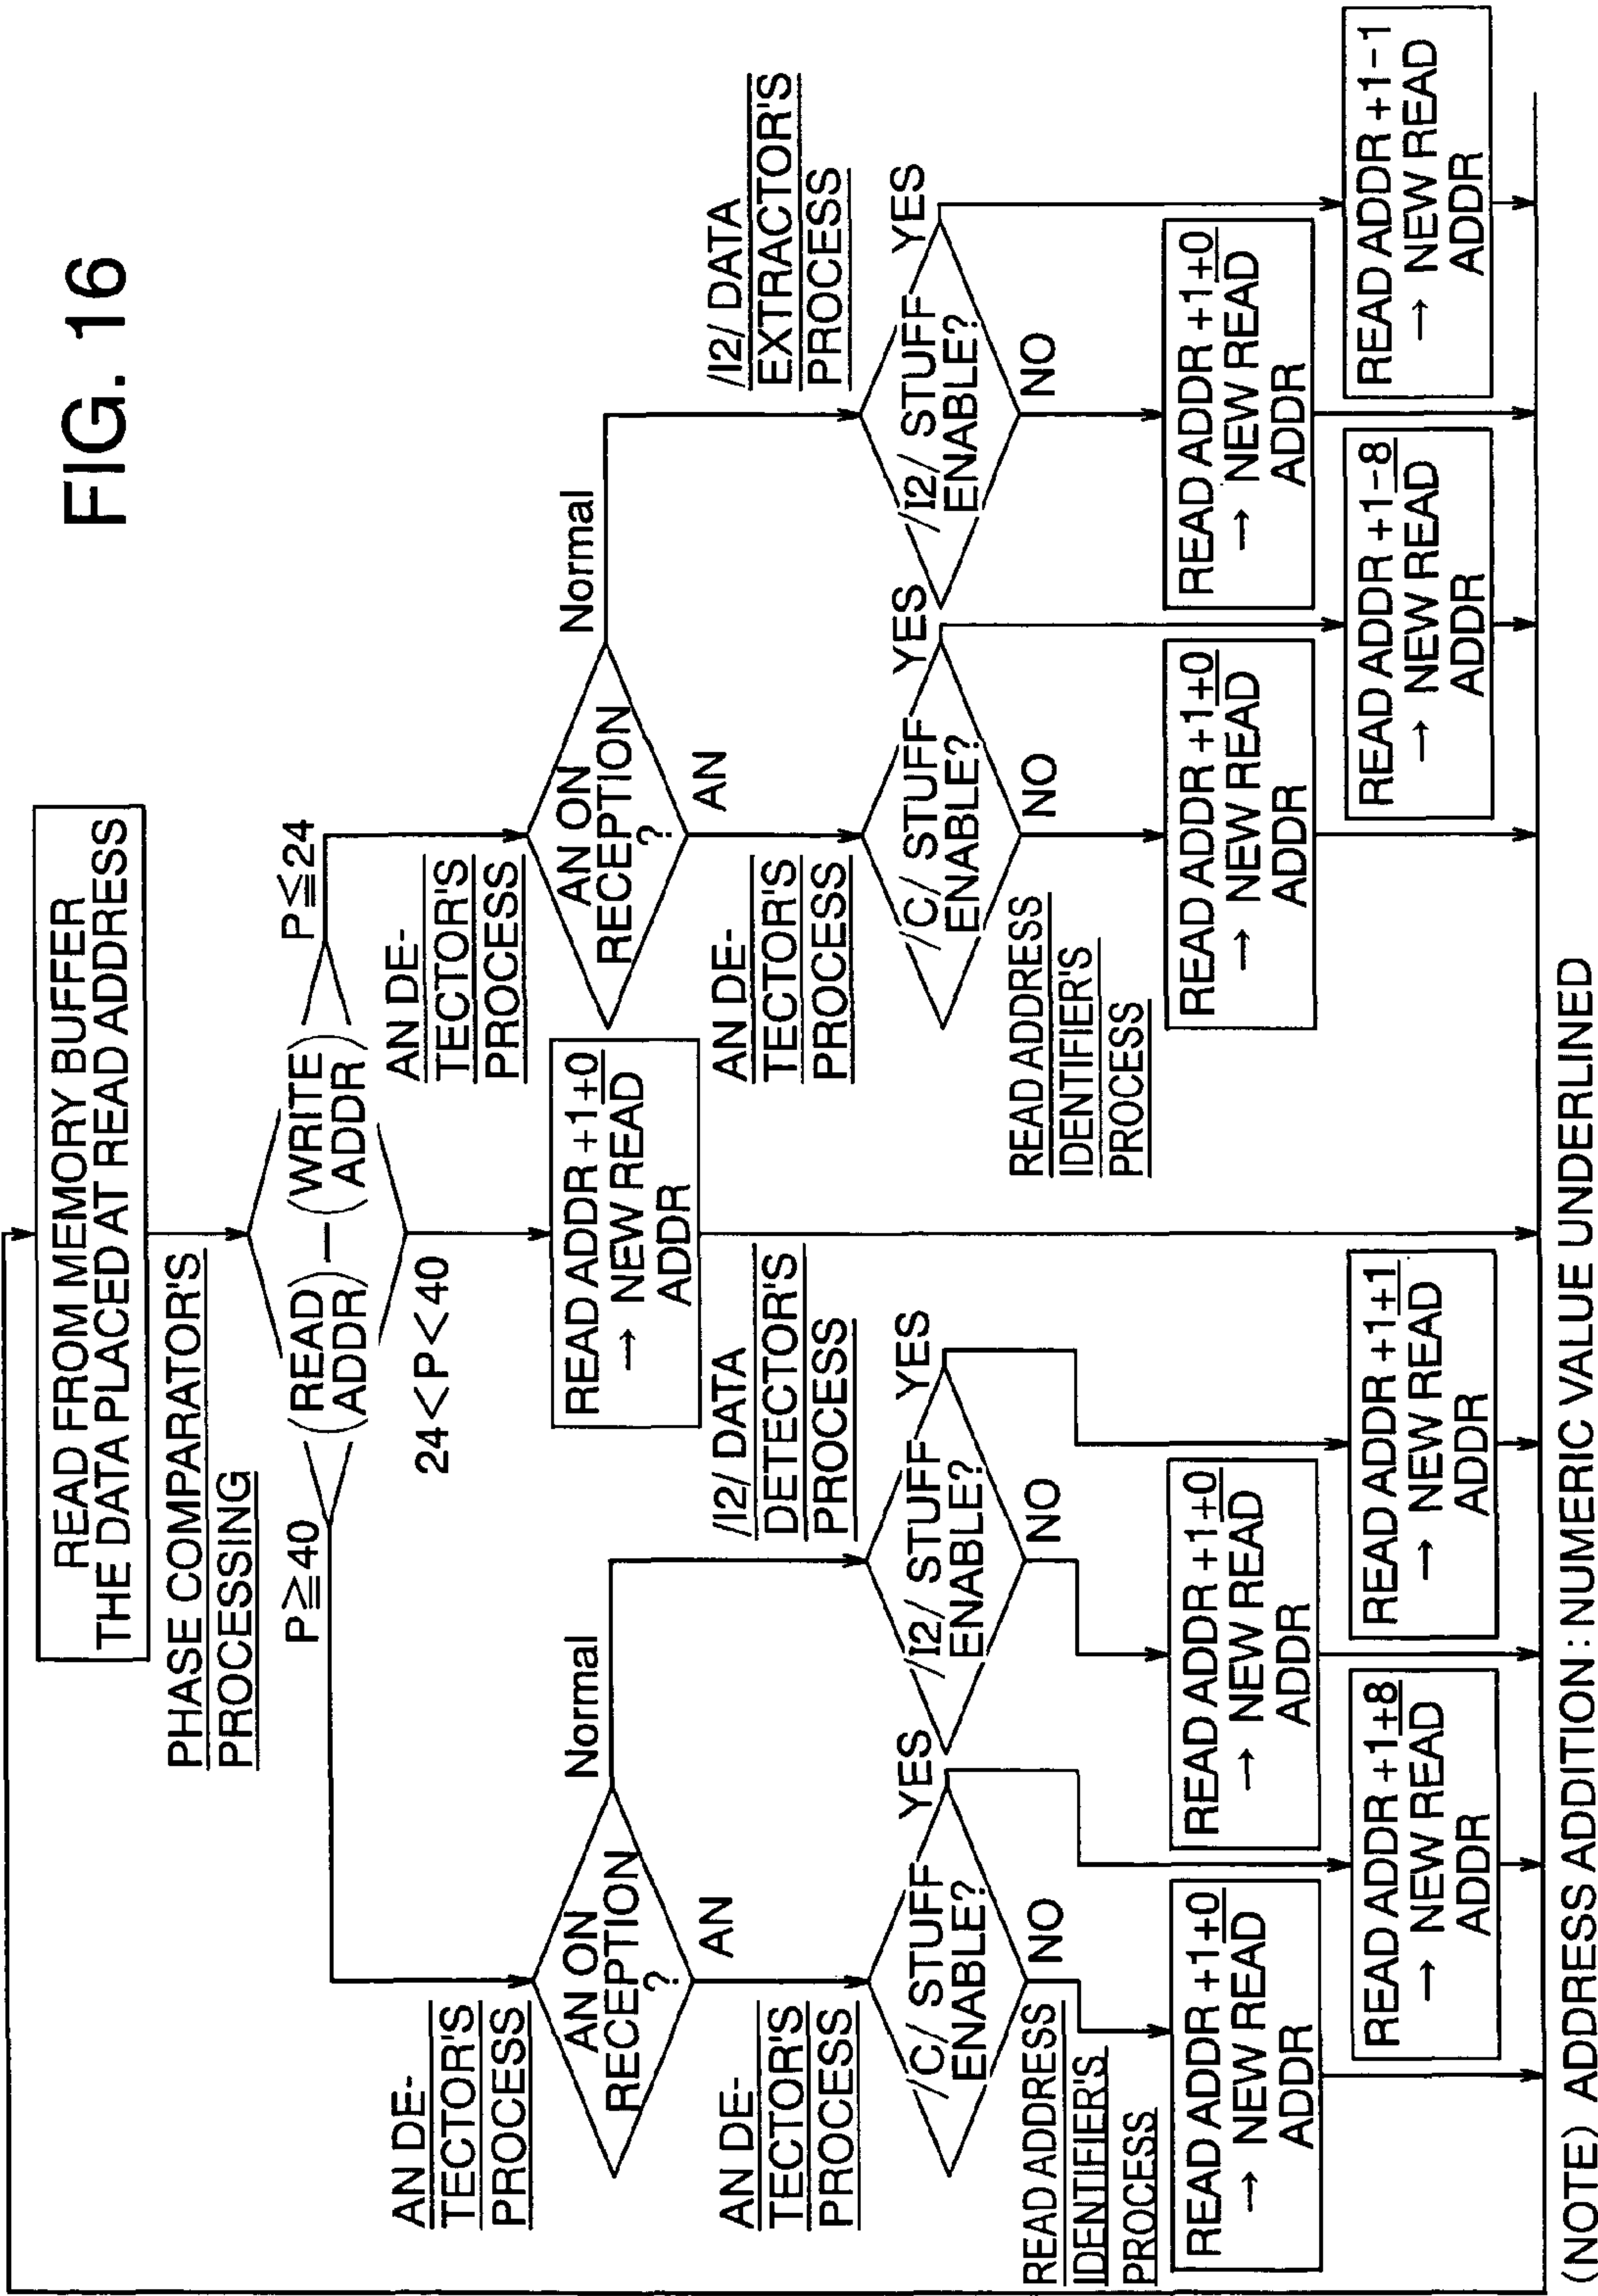 FIG. 16
READ FROM MEMORY BUFFER
THE DATA PLACED AT READ ADDRESS
PHASE COMPARATOR'S
PROCESSING
(READ ADDR) − (WRITE ADDR)
P≧40
24<P<40
P≦24
AN DE-
TECTOR'S
PROCESS
AN ON
RECEPTION
?
Normal
AN
READ ADDR +1+0
→ NEW READ
ADDR
AN DE-
TECTOR'S
PROCESS
AN ON
RECEPTION
?
Normal
AN
AN DE-
TECTOR'S
PROCESS
/C/ STUFF
ENABLE?
YES
NO
/I2/ DATA
DETECTOR'S
PROCESS
/I2/ STUFF
ENABLE?
YES
NO
AN DE-
TECTOR'S
PROCESS
/C/ STUFF
ENABLE?
YES
NO
/I2/ DATA
EXTRACTOR'S
PROCESS
/I2/ STUFF
ENABLE?
YES
NO
READ ADDRESS
IDENTIFIER'S
PROCESS
READ ADDR +1+0
→ NEW READ
ADDR
READ ADDR +1+0
→ NEW READ
ADDR
READ ADDRESS
IDENTIFIER'S
PROCESS
READ ADDR +1+0
→ NEW READ
ADDR
READ ADDR +1+0
→ NEW READ
ADDR
READ ADDR +1+8
→ NEW READ
ADDR
READ ADDR +1+1
→ NEW READ
ADDR
READ ADDR +1-8
→ NEW READ
ADDR
READ ADDR +1-1
→ NEW READ
ADDR
(NOTE) ADDRESS ADDITION : NUMERIC VALUE UNDERLINED